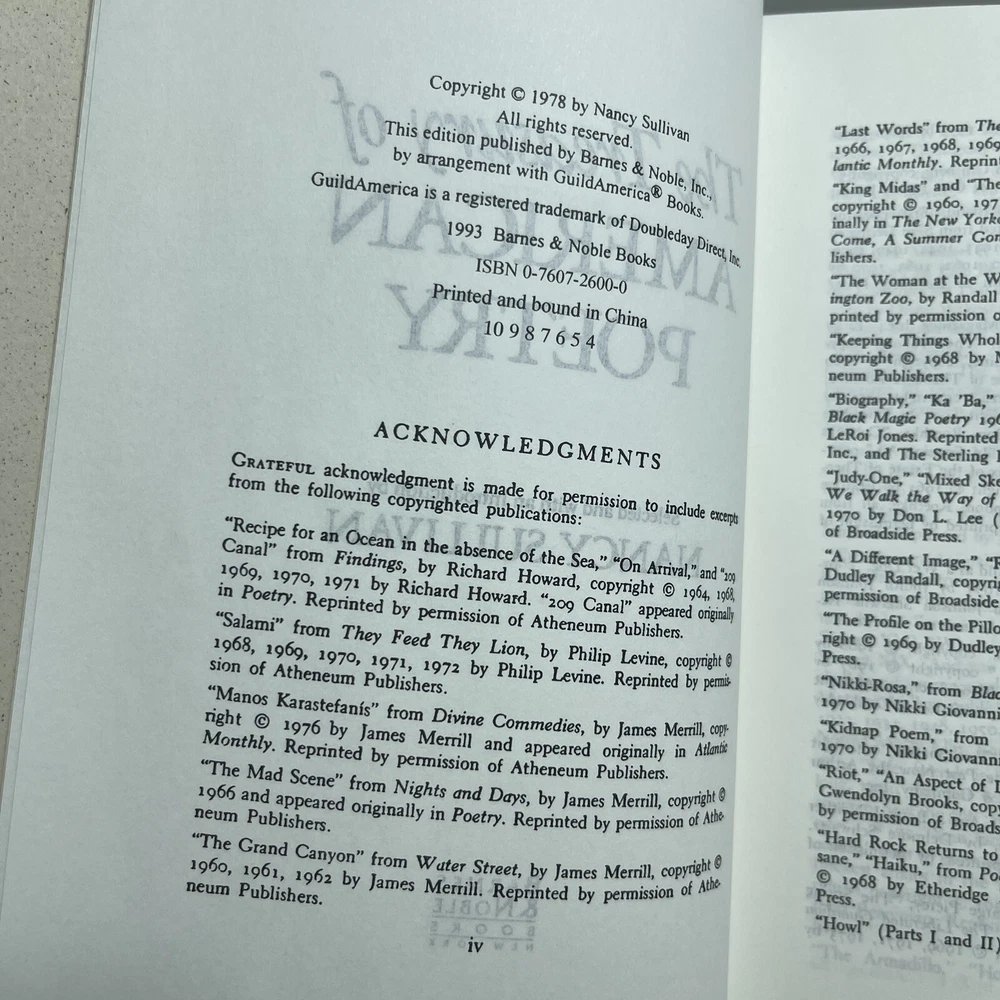 Copyright © 1978 by Nancy Sullivan
All rights reserved.
This edition published by Barnes & Noble, Inc.,
by arrangement with GuildAmerica® Books.
GuildAmerica is a registered trademark of Doubleday Direct, Inc.
1993 Barnes & Noble Books
ISBN 0-7607-2600-0
Printed and bound in China
10 9 8 7 6 5 4
ACKNOWLEDGMENTS
GRATEFUL acknowledgment is made for permission to include excerpts
from the following copyrighted publications:
“Recipe for an Ocean in the absence of the Sea,” “On Arrival,” and “209
Canal” from Findings, by Richard Howard, copyright © 1964, 1968,
1969, 1970, 1971 by Richard Howard. “209 Canal” appeared originally
in Poetry. Reprinted by permission of Atheneum Publishers.
“Salami” from They Feed They Lion, by Philip Levine, copyright ©
1968, 1969, 1970, 1971, 1972 by Philip Levine. Reprinted by permis-
sion of Atheneum Publishers.
“Manos Karastefanís” from Divine Commedies, by James Merrill, copy-
right © 1976 by James Merrill and appeared originally in Atlantic
Monthly. Reprinted by permission of Atheneum Publishers.
“The Mad Scene” from Nights and Days, by James Merrill, copyright ©
1966 and appeared originally in Poetry. Reprinted by permission of Athe-
neum Publishers.
“The Grand Canyon” from Water Street, by James Merrill, copyright ©
1960, 1961, 1962 by James Merrill. Reprinted by permission of Athe-
neum Publishers.
iv
“Last Words” from The
1966, 1967, 1968, 1969
lantic Monthly. Reprint
“King Midas” and “The
copyright © 1960, 197
inally in The New Yorke
Come, A Summer Gon
lishers.
“The Woman at the W
ington Zoo, by Randall
printed by permission o
“Keeping Things Whol
copyright © 1968 by
neum Publishers.
“Biography,” “Ka ’Ba,”
Black Magic Poetry 196
LeRoi Jones. Reprinted
Inc., and The Sterling
“Judy-One,” “Mixed Ske
We Walk the Way of
1970 by Don L. Lee (
of Broadside Press.
“A Different Image,” “F
Dudley Randall, copyri
permission of Broadside
“The Profile on the Pillo
right © 1969 by Dudley
Press.
“Nikki-Rosa,” from Blac
1970 by Nikki Giovanni
“Kidnap Poem,” from
1970 by Nikki Giovanni
“Riot,” “An Aspect of L
Gwendolyn Brooks, copy
by permission of Broads
“Hard Rock Returns to
sane,” “Haiku,” from Po
© 1968 by Etheridge
Press.
“Howl” (Parts I and II)